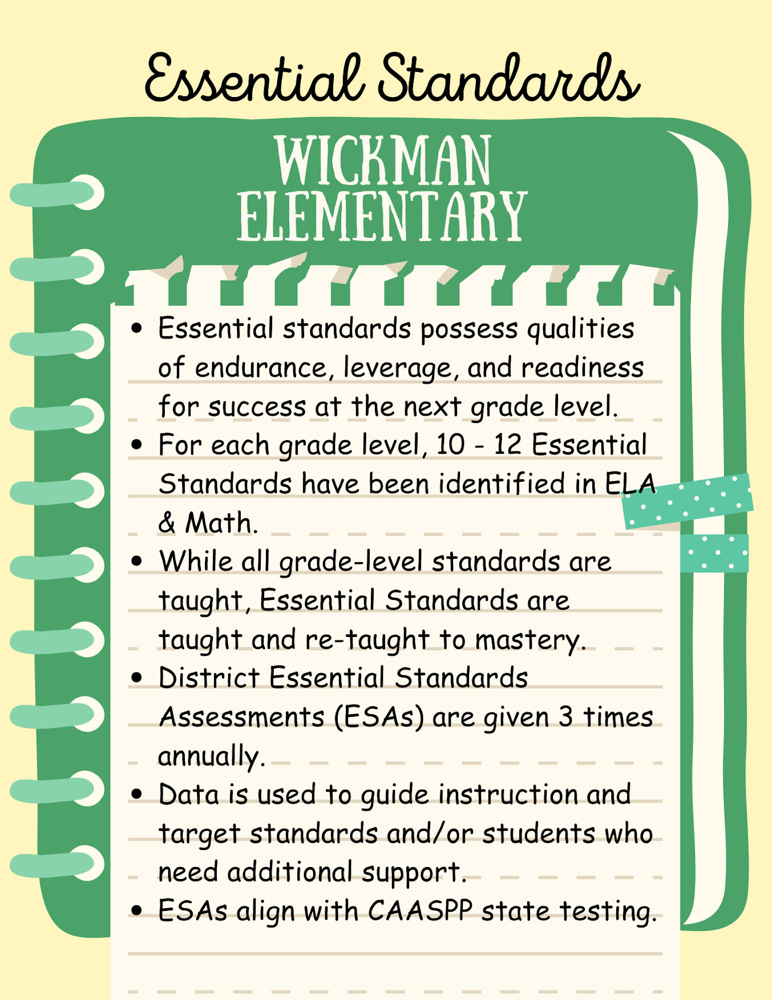 Essential Standards
WICKMAN
ELEMENTARY
• Essential standards possess qualities
of endurance, leverage, and readiness
for success at the next grade level.
• For each grade level, 10 - 12 Essential
Standards have been identified in ELA
& Math.
• While all grade-level standards are
taught, Essential Standards are
taught and re-taught to mastery.
• District Essential Standards
Assessments (ESAs) are given 3 times
annually.
• Data is used to guide instruction and
target standards and/or students who
need additional support.
• ESAs align with CAASPP state testing.